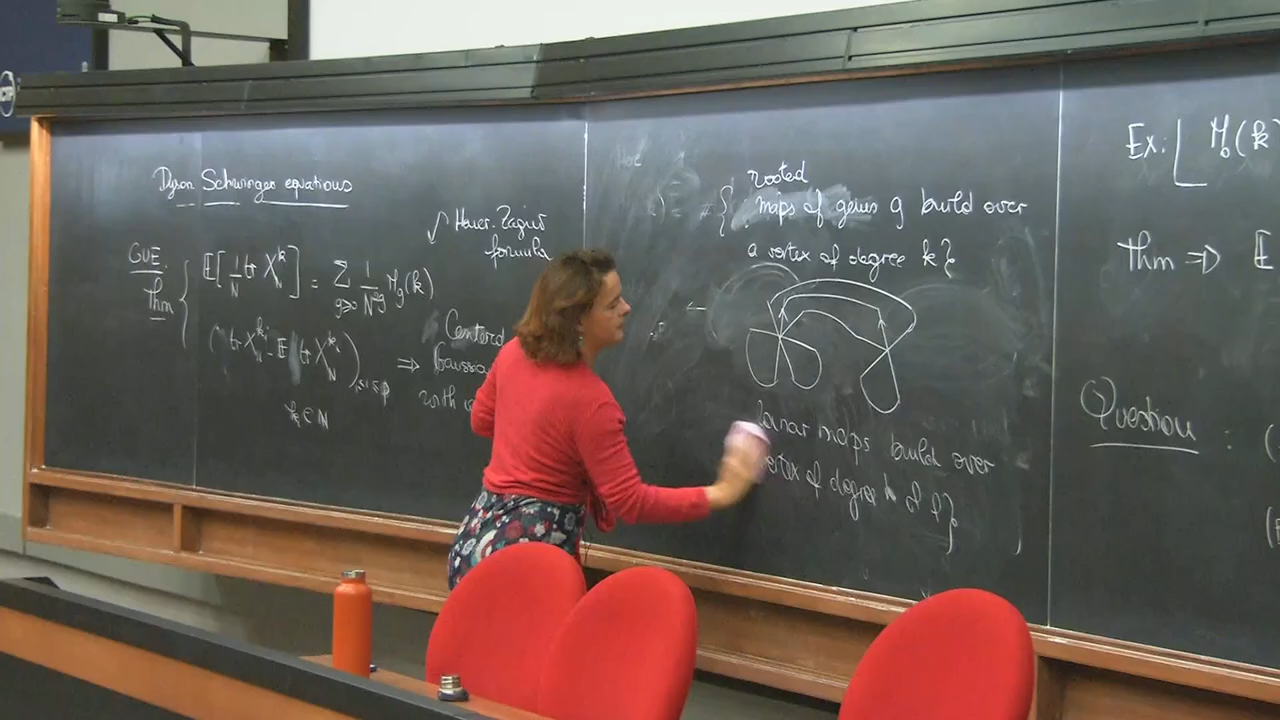 Dyson Schwinger equations
Harer-Zagier
formula
GUE
Thm { E[1/N tr X_N^k] = Σ_{g≥0} 1/N^{2g} M_g(k)
(tr X_N^{k_i} - E tr X_N^{k_i})_{1≤i≤p} ⇒ Centered
Gaussia
with
k_i ∈ N
rooted
) = #{ maps of genus g build over
a vertex of degree k}
←
planar maps build over
vertex of degree k & l}
Ex: M_0(k)
Thm ⇒ E
Question :